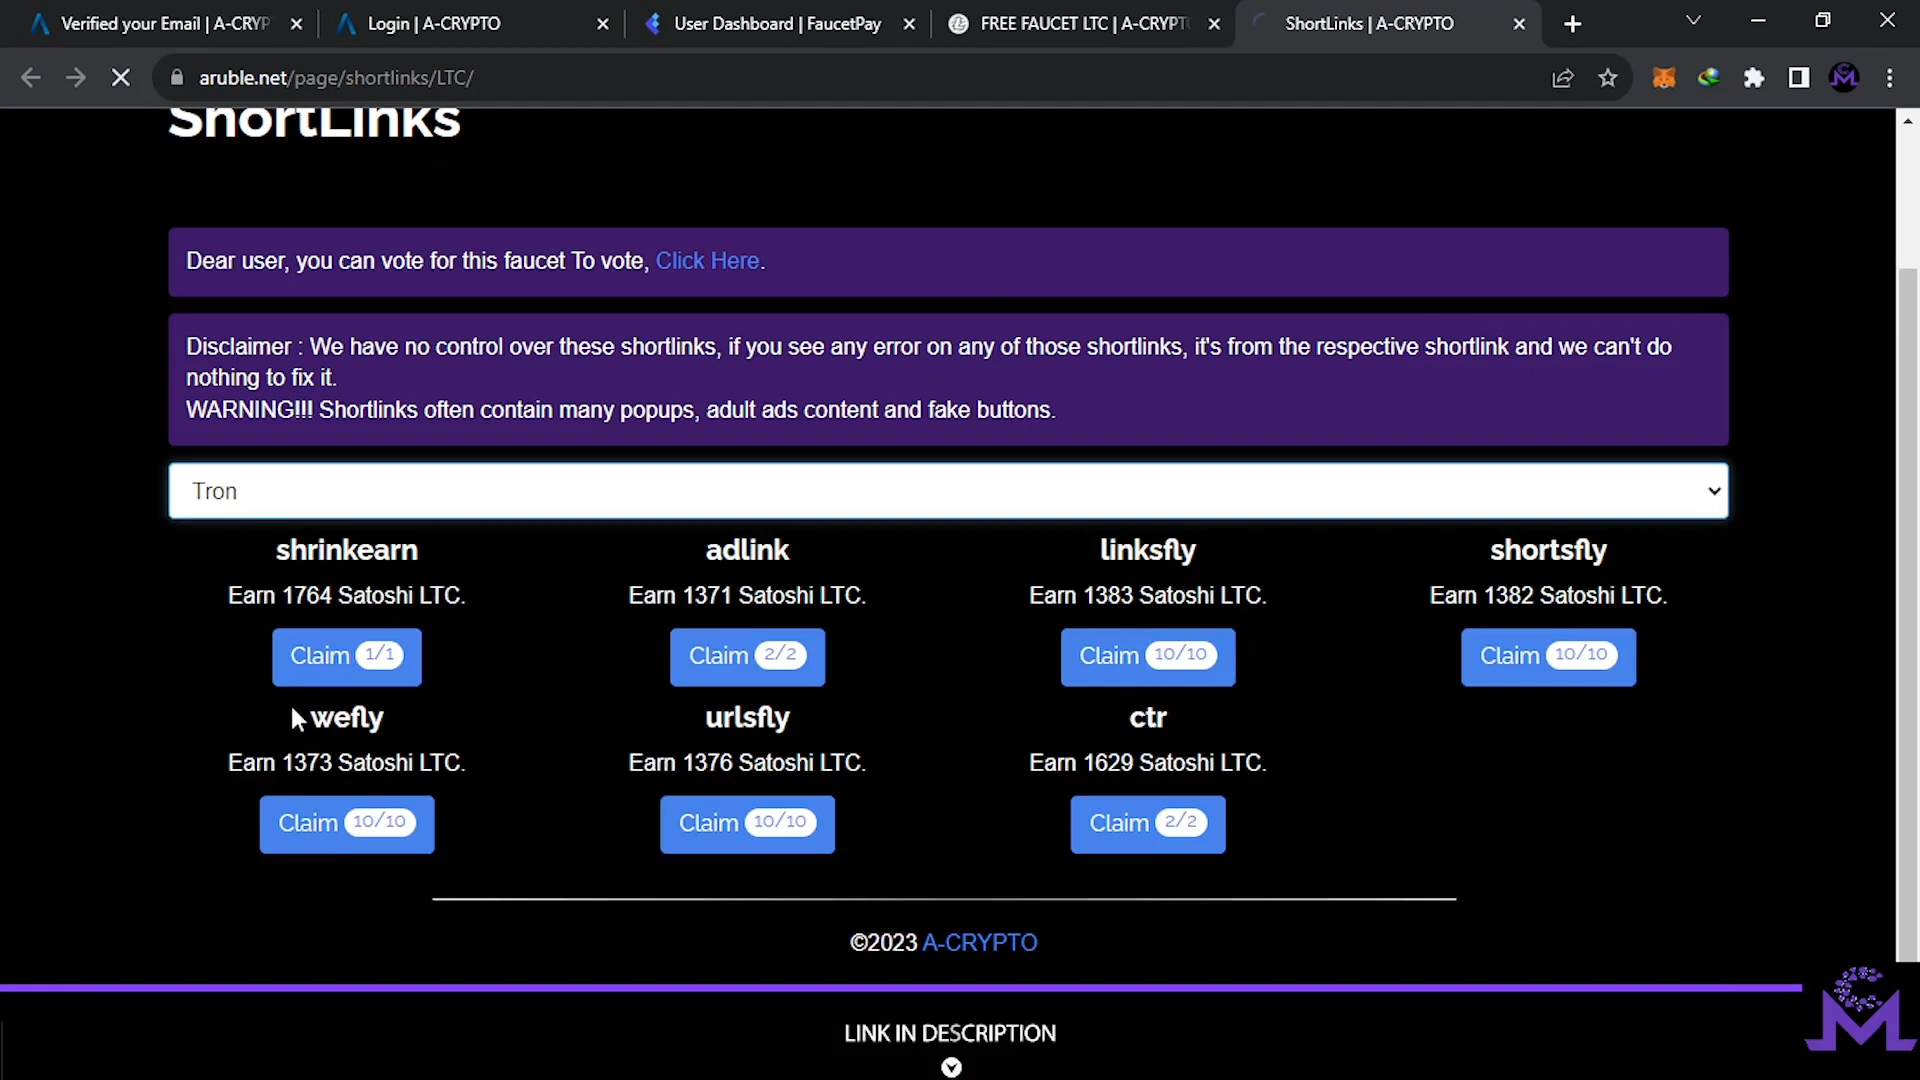 Verified your Email | A-CRYP
Login | A-CRYPTO
User Dashboard | FaucetPay
FREE FAUCET LTC | A-CRYPTO
ShortLinks | A-CRYPTO
aruble.net/page/shortlinks/LTC/
ShortLinks
Dear user, you can vote for this faucet To vote, Click Here.
Disclaimer : We have no control over these shortlinks, if you see any error on any of those shortlinks, it's from the respective shortlink and we can't do
nothing to fix it.
WARNING!!! Shortlinks often contain many popups, adult ads content and fake buttons.
Tron
shrinkearn
Earn 1764 Satoshi LTC.
Claim 1/1
adlink
Earn 1371 Satoshi LTC.
Claim 2/2
linksfly
Earn 1383 Satoshi LTC.
Claim 10/10
shortsfly
Earn 1382 Satoshi LTC.
Claim 10/10
wefly
Earn 1373 Satoshi LTC.
Claim 10/10
urlsfly
Earn 1376 Satoshi LTC.
Claim 10/10
ctr
Earn 1629 Satoshi LTC.
Claim 2/2
©2023 A-CRYPTO
LINK IN DESCRIPTION